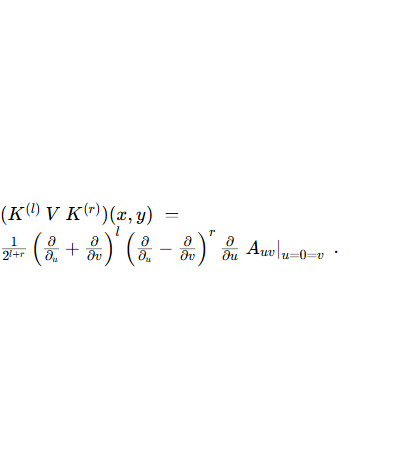 (K^{(l)} V K^{(r)})(x, y) =
\frac{1}{2^{l+r}} \left( \frac{\partial}{\partial_u} + \frac{\partial}{\partial v} \right)^l \left( \frac{\partial}{\partial_u} - \frac{\partial}{\partial v} \right)^r \frac{\partial}{\partial u} A_{uv}|_{u=0=v} .